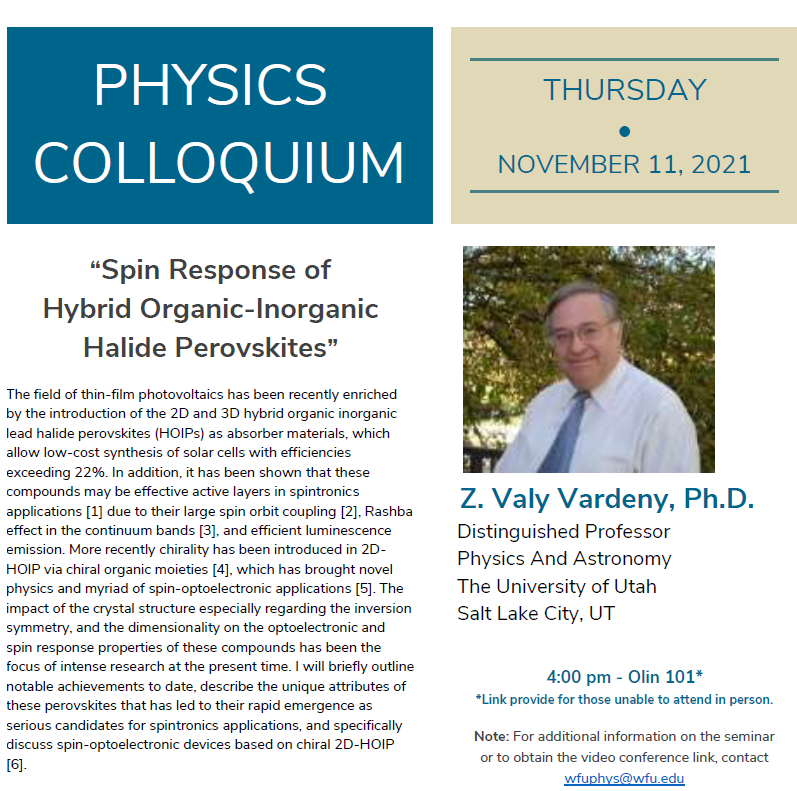 PHYSICS
COLLOQUIUM
THURSDAY
•
NOVEMBER 11, 2021
“Spin Response of
Hybrid Organic-Inorganic
Halide Perovskites”
The field of thin-film photovoltaics has been recently enriched
by the introduction of the 2D and 3D hybrid organic inorganic
lead halide perovskites (HOIPs) as absorber materials, which
allow low-cost synthesis of solar cells with efficiencies
exceeding 22%. In addition, it has been shown that these
compounds may be effective active layers in spintronics
applications [1] due to their large spin orbit coupling [2], Rashba
effect in the continuum bands [3], and efficient luminescence
emission. More recently chirality has been introduced in 2D-
HOIP via chiral organic moieties [4], which has brought novel
physics and myriad of spin-optoelectronic applications [5]. The
impact of the crystal structure especially regarding the inversion
symmetry, and the dimensionality on the optoelectronic and
spin response properties of these compounds has been the
focus of intense research at the present time. I will briefly outline
notable achievements to date, describe the unique attributes of
these perovskites that has led to their rapid emergence as
serious candidates for spintronics applications, and specifically
discuss spin-optoelectronic devices based on chiral 2D-HOIP
[6].
Z. Valy Vardeny, Ph.D.
Distinguished Professor
Physics And Astronomy
The University of Utah
Salt Lake City, UT
4:00 pm - Olin 101*
*Link provide for those unable to attend in person.
Note: For additional information on the seminar
or to obtain the video conference link, contact
wfuphys@wfu.edu